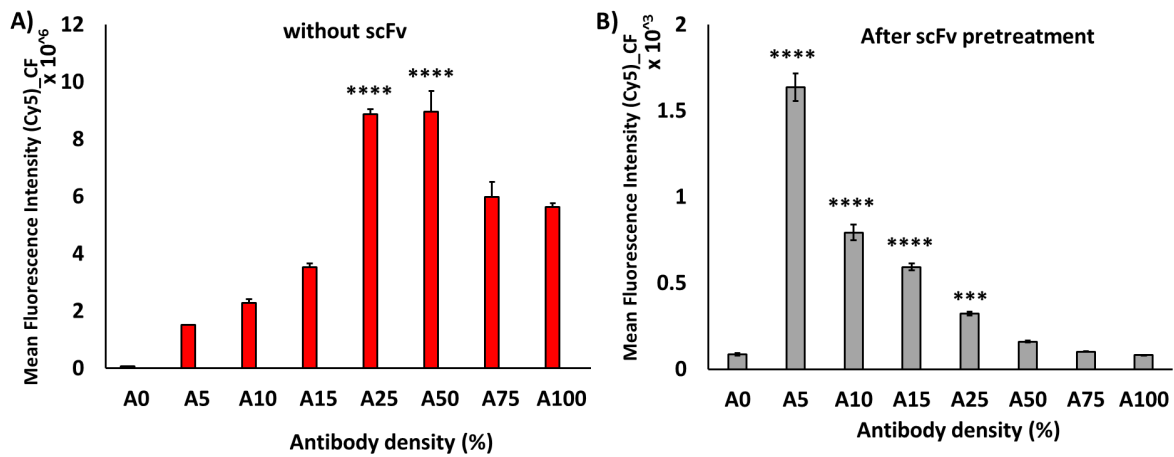 A)
without scFv
Mean Fluorescence Intensity (Cy5)_CF
x 10^6
12
10
8
6
4
2
0
****
****
A0 A5 A10 A15 A25 A50 A75 A100
Antibody density (%)
B)
After scFv pretreatment
Mean Fluorescence Intensity (Cy5)_CF
x 10^3
2
1.5
1
0.5
0
****
****
****
***
A0 A5 A10 A15 A25 A50 A75 A100
Antibody density (%)